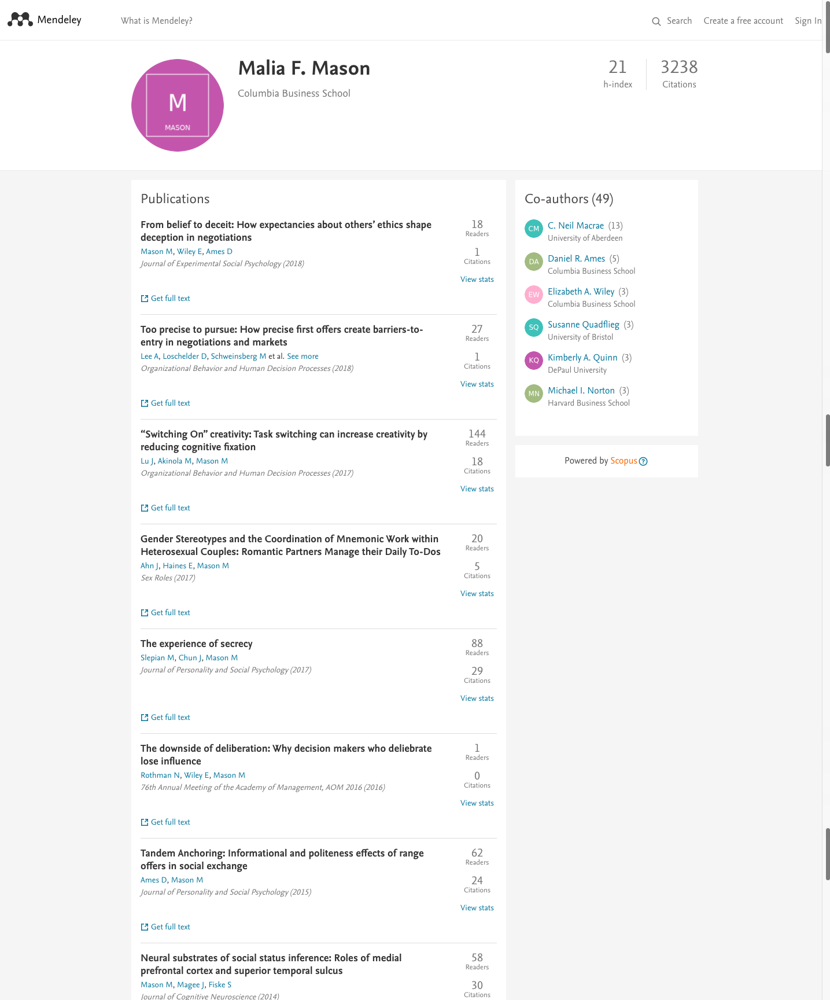 Mendeley
What is Mendeley?
Search
Create a free account
Sign In
M
MASON
Malia F. Mason
Columbia Business School
21
h-index
3238
Citations
Publications
From belief to deceit: How expectancies about others’ ethics shape
deception in negotiations
Mason M, Wiley E, Ames D
Journal of Experimental Social Psychology (2018)
18
Readers
1
Citations
View stats
Get full text
Too precise to pursue: How precise first offers create barriers-to-
entry in negotiations and markets
Lee A, Loschelder D, Schweinsberg M et al. See more
Organizational Behavior and Human Decision Processes (2018)
27
Readers
1
Citations
View stats
Get full text
“Switching On” creativity: Task switching can increase creativity by
reducing cognitive fixation
Lu J, Akinola M, Mason M
Organizational Behavior and Human Decision Processes (2017)
144
Readers
18
Citations
View stats
Get full text
Gender Stereotypes and the Coordination of Mnemonic Work within
Heterosexual Couples: Romantic Partners Manage their Daily To-Dos
Ahn J, Haines E, Mason M
Sex Roles (2017)
20
Readers
5
Citations
View stats
Get full text
The experience of secrecy
Slepian M, Chun J, Mason M
Journal of Personality and Social Psychology (2017)
88
Readers
29
Citations
View stats
Get full text
The downside of deliberation: Why decision makers who deliebrate
lose influence
Rothman N, Wiley E, Mason M
76th Annual Meeting of the Academy of Management, AOM 2016 (2016)
1
Readers
0
Citations
View stats
Get full text
Tandem Anchoring: Informational and politeness effects of range
offers in social exchange
Ames D, Mason M
Journal of Personality and Social Psychology (2015)
62
Readers
24
Citations
View stats
Get full text
Neural substrates of social status inference: Roles of medial
prefrontal cortex and superior temporal sulcus
Mason M, Magee J, Fiske S
Journal of Cognitive Neuroscience (2014)
58
Readers
30
Citations
Co-authors (49)
CM
C. Neil Macrae (13)
University of Aberdeen
DA
Daniel R. Ames (5)
Columbia Business School
EW
Elizabeth A. Wiley (3)
Columbia Business School
SQ
Susanne Quadflieg (3)
University of Bristol
KQ
Kimberly A. Quinn (3)
DePaul University
MN
Michael I. Norton (3)
Harvard Business School
Powered by Scopus ?